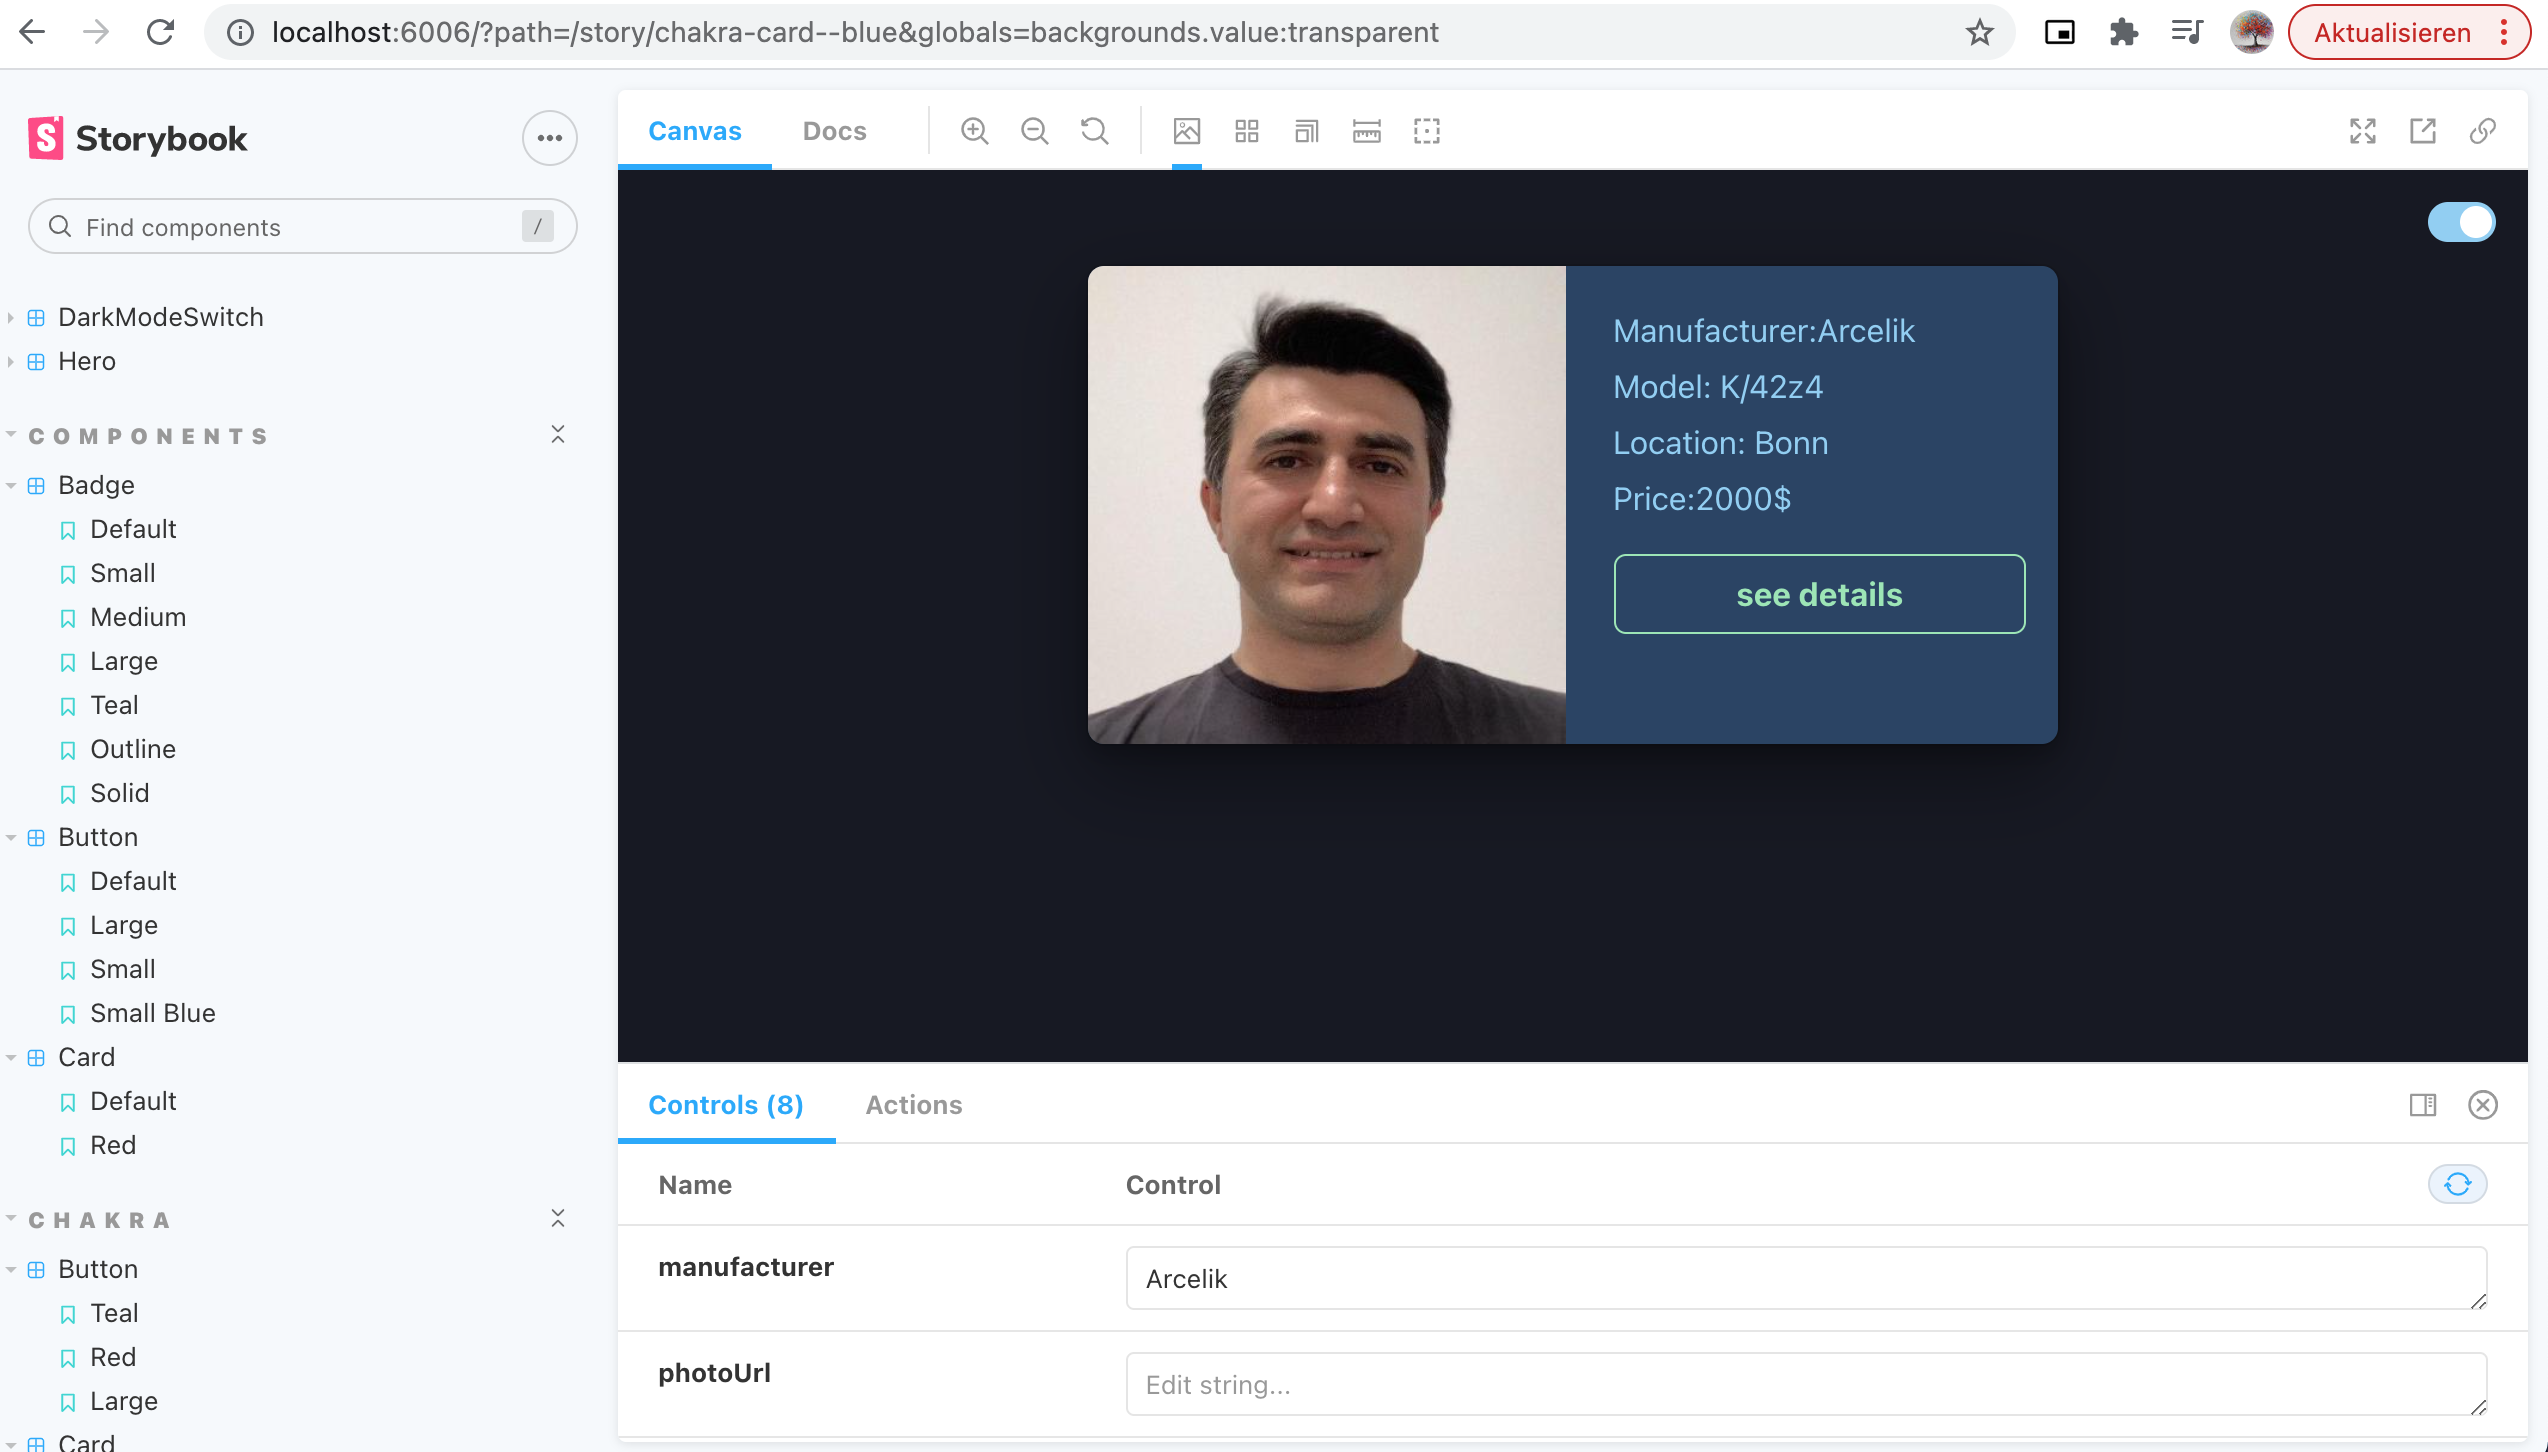 localhost:6006/?path=/story/chakra-card--blue&globals=backgrounds.value:transparent
Aktualisieren
Storybook
Find components
/
DarkModeSwitch
Hero
COMPONENTS
Badge
Default
Small
Medium
Large
Teal
Outline
Solid
Button
Default
Large
Small
Small Blue
Card
Default
Red
CHAKRA
Button
Teal
Red
Large
Card
Canvas
Docs
Manufacturer:Arcelik
Model: K/42z4
Location: Bonn
Price:2000$
see details
Controls (8)
Actions
Name
Control
manufacturer
Arcelik
photoUrl
Edit string...